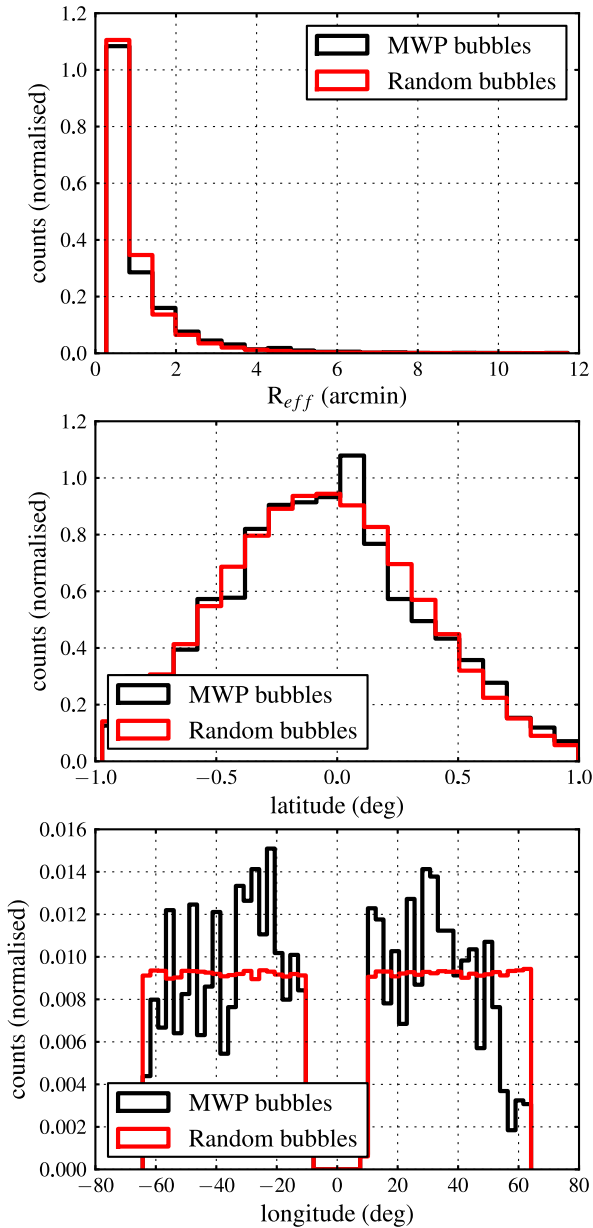 1.2
1.0
0.8
0.6
0.4
0.2
0.0
counts (normalised)
MWP bubbles
Random bubbles
0 2 4 6 8 10 12
R_eff (arcmin)
1.2
1.0
0.8
0.6
0.4
0.2
0.0
counts (normalised)
MWP bubbles
Random bubbles
−1.0 −0.5 0.0 0.5 1.0
latitude (deg)
0.016
0.014
0.012
0.010
0.008
0.006
0.004
0.002
0.000
counts (normalised)
MWP bubbles
Random bubbles
−80 −60 −40 −20 0 20 40 60 80
longitude (deg)